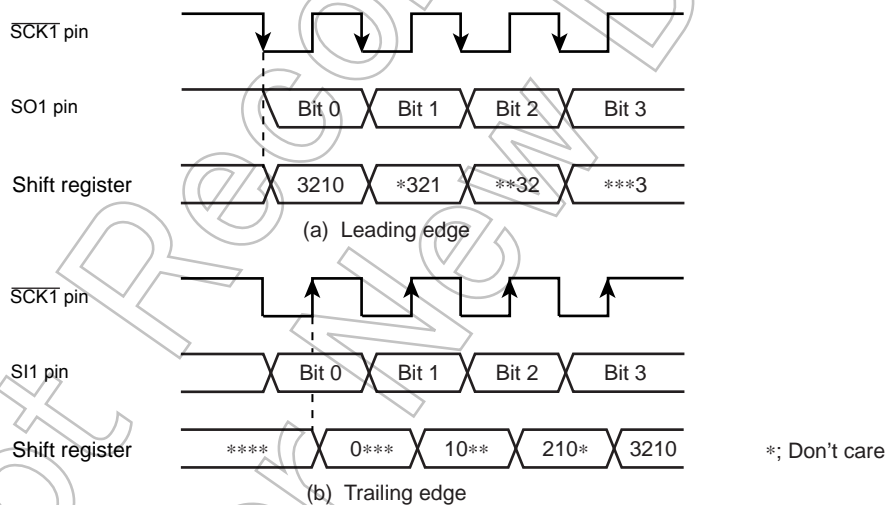 SCK1 pin
SO1 pin Bit 0 Bit 1 Bit 2 Bit 3
Shift register 3210 *321 **32 ***3
(a) Leading edge
SCK1 pin
SI1 pin Bit 0 Bit 1 Bit 2 Bit 3
Shift register **** 0*** 10** 210* 3210 *; Don't care
(b) Trailing edge